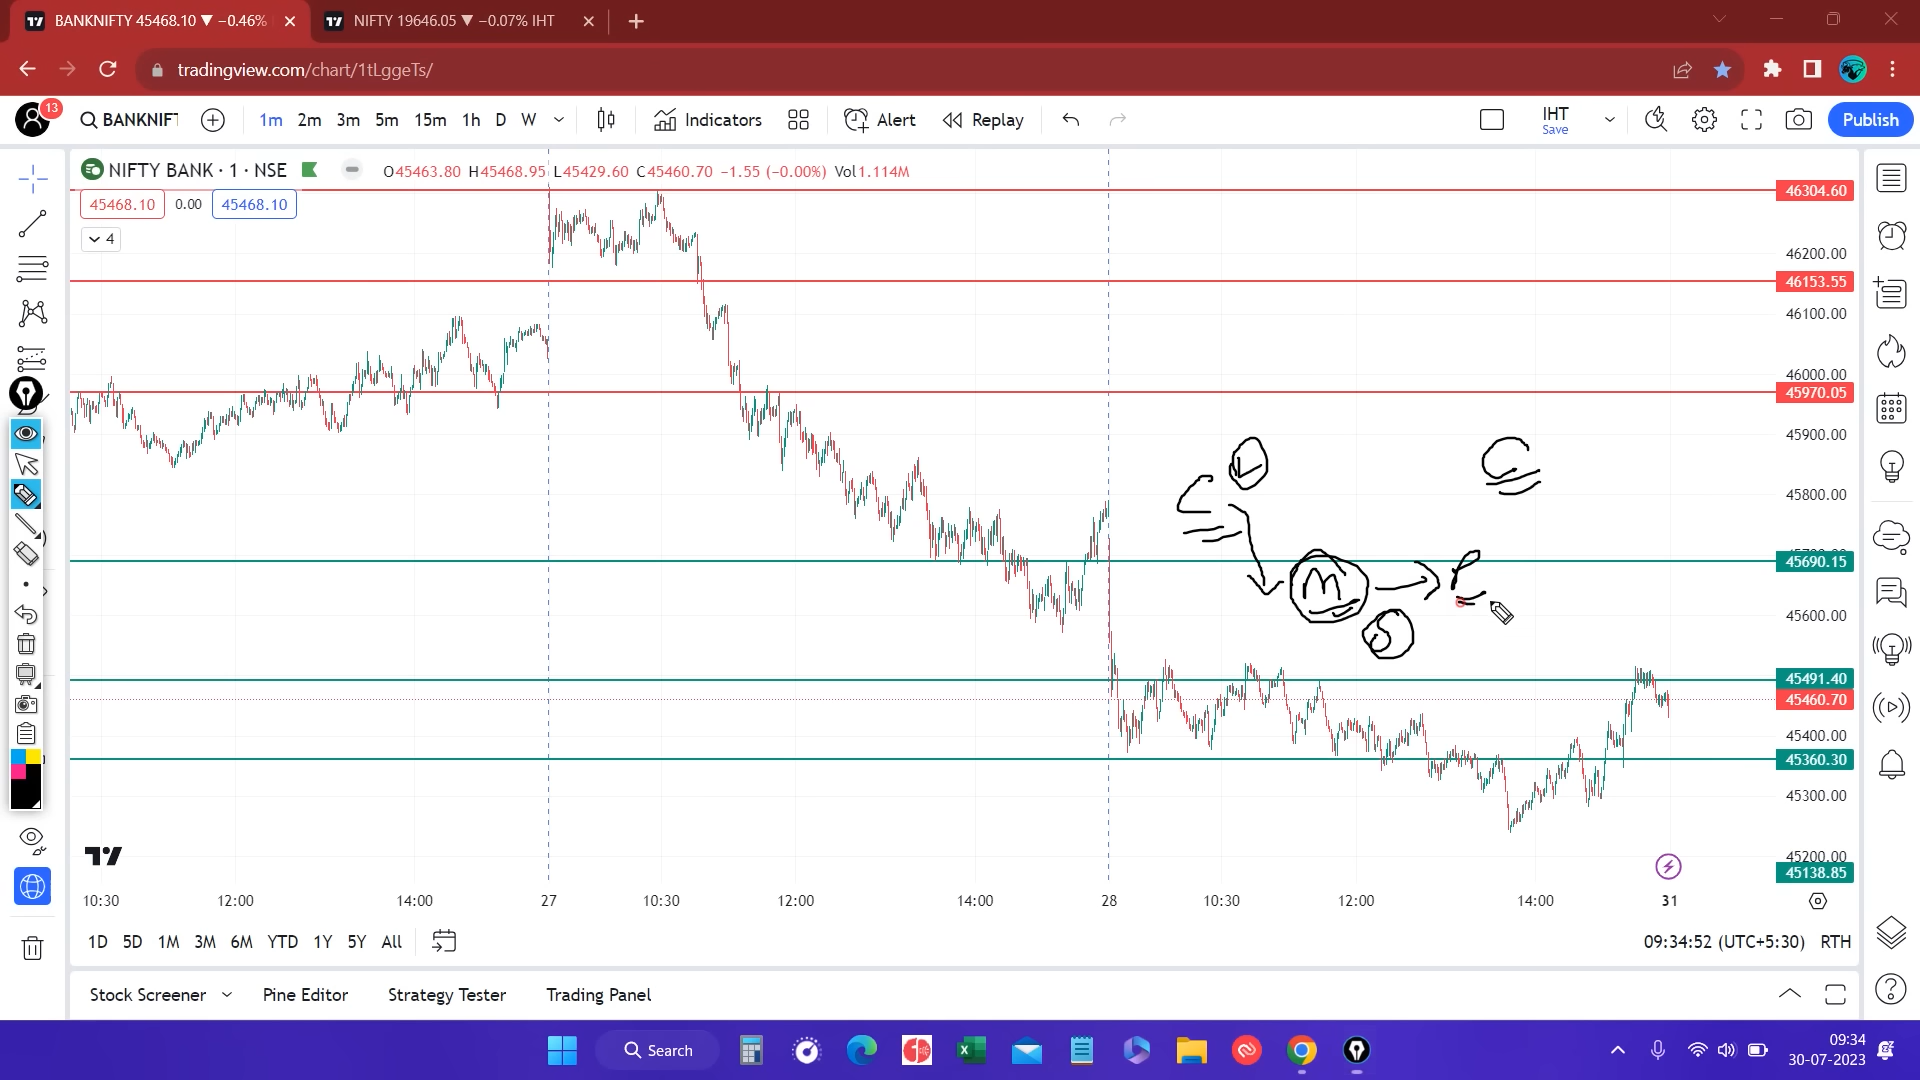 BANKNIFTY 45468.10 ▼ −0.46%
NIFTY 19646.05 ▼ −0.07% IHT
tradingview.com/chart/1tLggeTs/
13
BANKNIFT
1m 2m 3m 5m 15m 1h D W
Indicators
Alert
Replay
IHT
Save
Publish
NIFTY BANK · 1 · NSE
O45463.80 H45468.95 L45429.60 C45460.70 −1.55 (−0.00%) Vol1.114M
45468.10 0.00 45468.10
4
46304.60
46200.00
46153.55
46100.00
46000.00
45970.05
45900.00
45800.00
45690.15
45600.00
45491.40
45460.70
45400.00
45360.30
45300.00
45200.00
45138.85
L
C
C
M
P
S
10:30 12:00 14:00 27 10:30 12:00 14:00 28 10:30 12:00 14:00 31
1D 5D 1M 3M 6M YTD 1Y 5Y All
09:34:52 (UTC+5:30) RTH
Stock Screener Pine Editor Strategy Tester Trading Panel
Search
09:34
30-07-2023